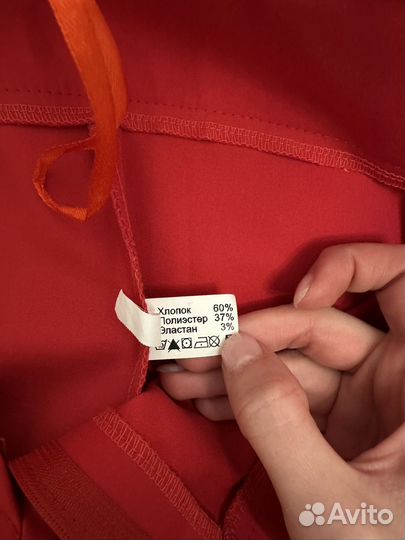 Хлопок 60%
Полиэстер 37%
Эластан 3%
Avito